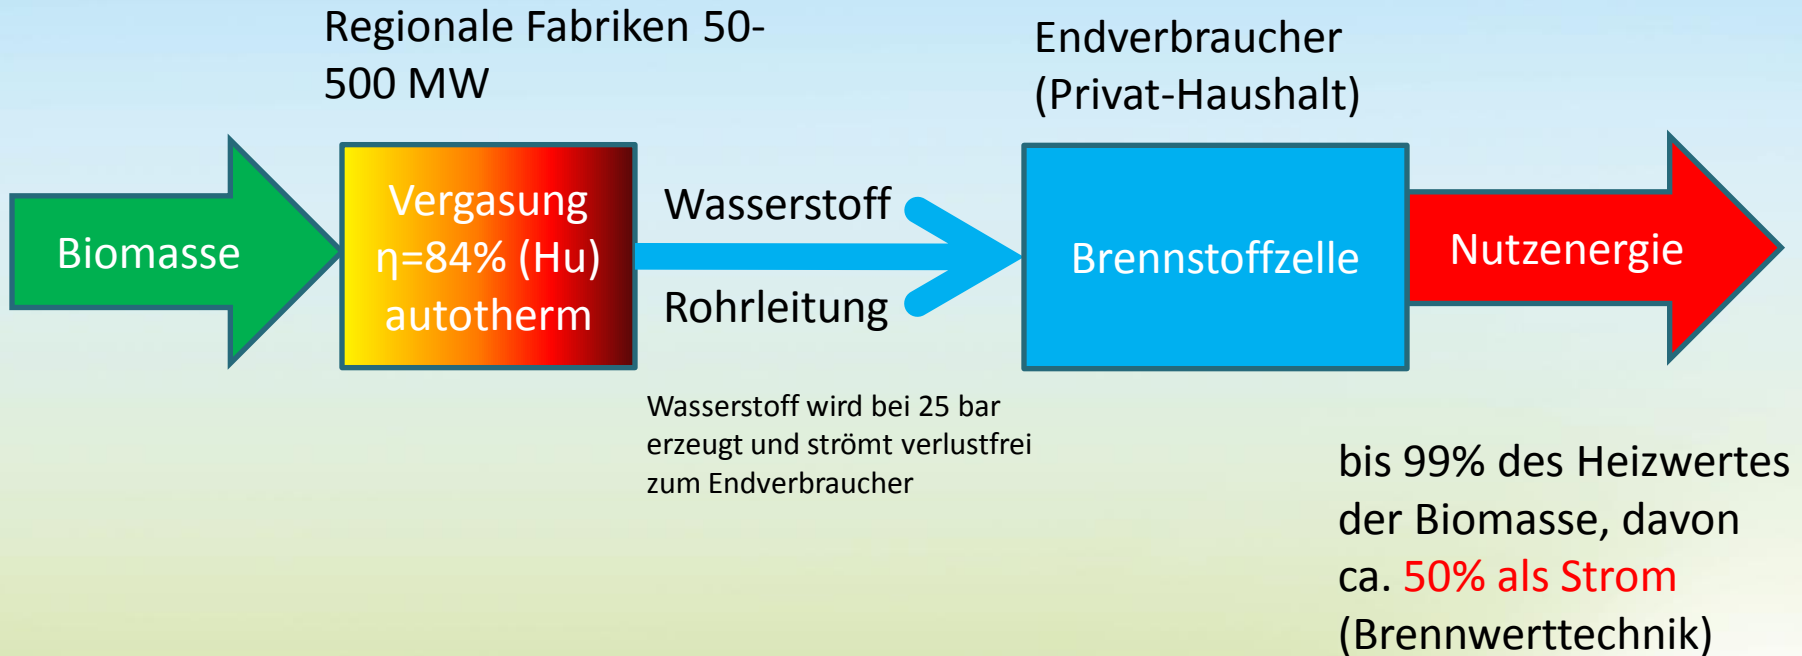 Regionale Fabriken 50-
500 MW
Endverbraucher
(Privat-Haushalt)
Biomasse
Vergasung
η=84% (Hu)
autotherm
Wasserstoff
Rohrleitung
Brennstoffzelle
Nutzenergie
Wasserstoff wird bei 25 bar
erzeugt und strömt verlustfrei
zum Endverbraucher
bis 99% des Heizwertes
der Biomasse, davon
ca. 50% als Strom
(Brennwerttechnik)